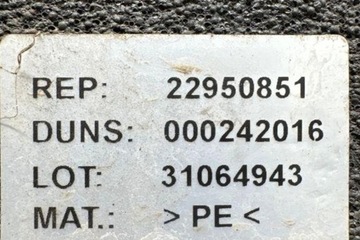 REP: 22950851
DUNS: 000242016
LOT: 31064943
MAT.: >PE<